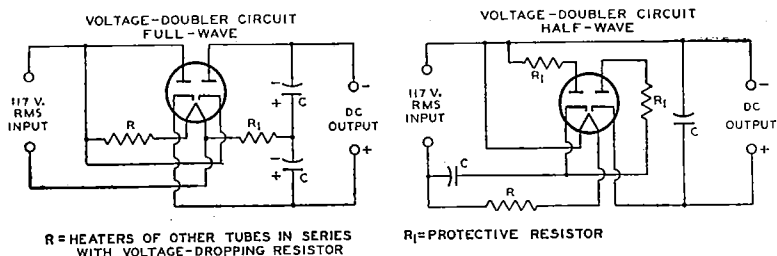 VOLTAGE-DOUBLER CIRCUIT
FULL-WAVE
117 V.
RMS
INPUT
R
R1
-
+
C
-
+
C
-
DC
OUTPUT
+
VOLTAGE-DOUBLER CIRCUIT
HALF-WAVE
117 V.
RMS
INPUT
R1
R1
C
C
R
-
DC
OUTPUT
+
R = HEATERS OF OTHER TUBES IN SERIES
WITH VOLTAGE-DROPPING RESISTOR
R1=PROTECTIVE RESISTOR